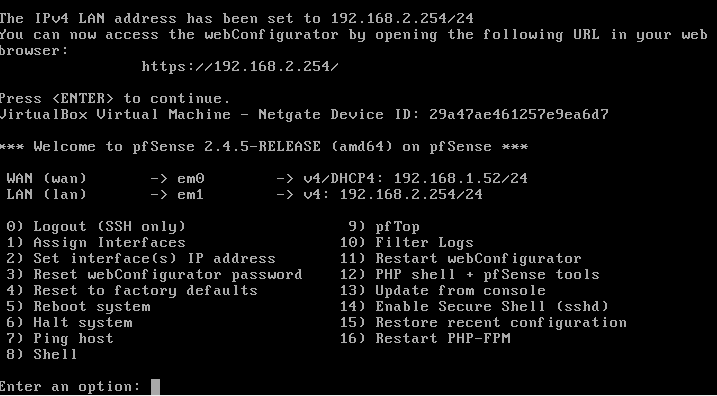 The IPv4 LAN address has been set to 192.168.2.254/24
You can now access the webConfigurator by opening the following URL in your web
browser:
https://192.168.2.254/
Press <ENTER> to continue.
VirtualBox Virtual Machine - Netgate Device ID: 29a47ae461257e9ea6d7
*** Welcome to pfSense 2.4.5-RELEASE (amd64) on pfSense ***
WAN (wan) -> em0 -> v4/DHCP4: 192.168.1.52/24
LAN (lan) -> em1 -> v4: 192.168.2.254/24
0) Logout (SSH only) 9) pfTop
1) Assign Interfaces 10) Filter Logs
2) Set interface(s) IP address 11) Restart webConfigurator
3) Reset webConfigurator password 12) PHP shell + pfSense tools
4) Reset to factory defaults 13) Update from console
5) Reboot system 14) Enable Secure Shell (sshd)
6) Halt system 15) Restore recent configuration
7) Ping host 16) Restart PHP-FPM
8) Shell
Enter an option: